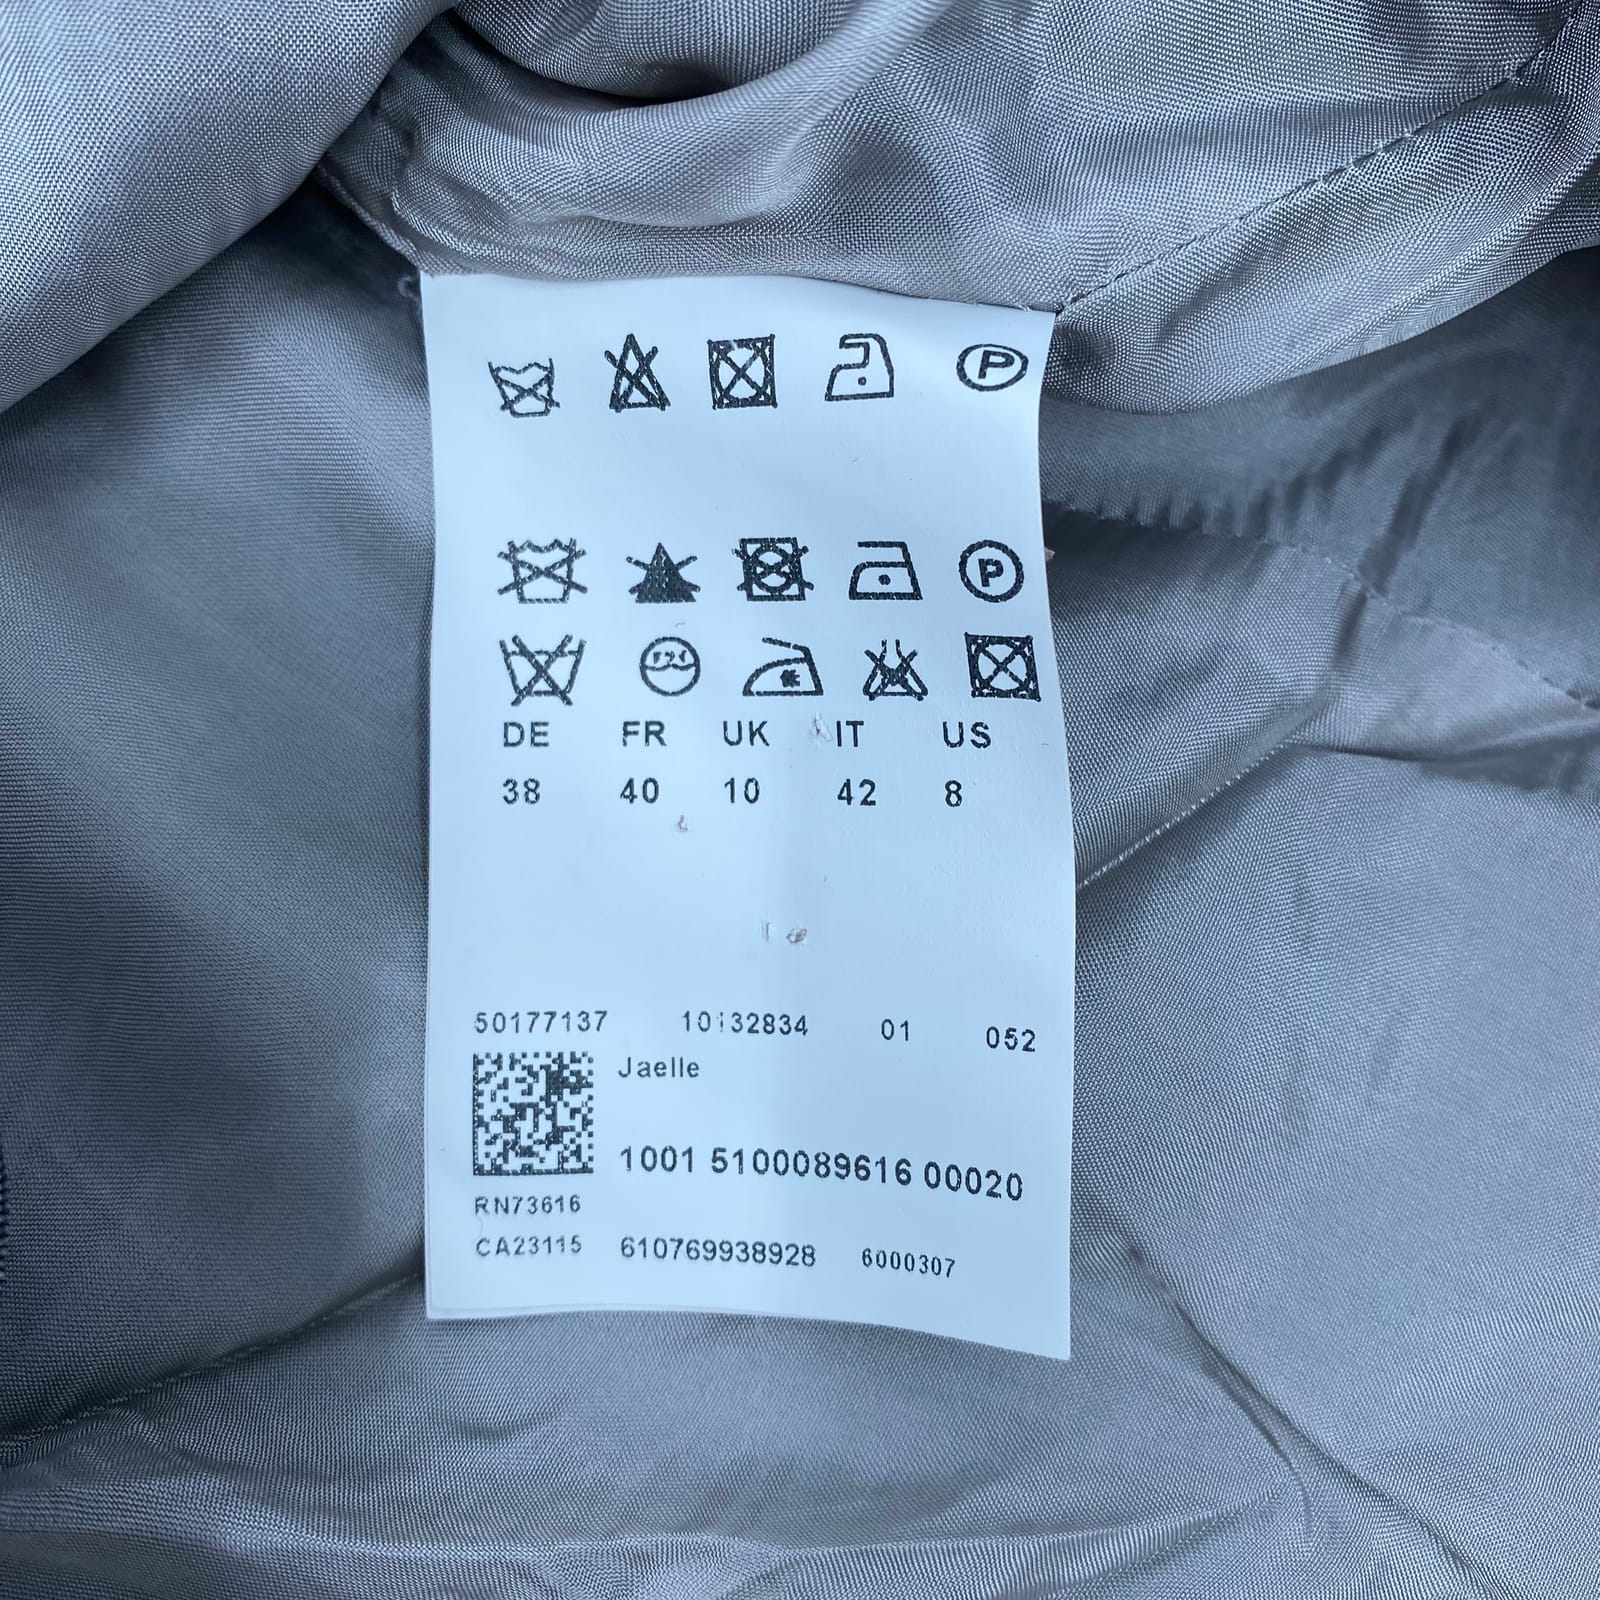 P
P
DE FR UK IT US
38 40 10 42 8
50177137 10132834 01 052
Jaelle
1001 5100089616 00020
RN73616
CA23115 610769938928 6000307